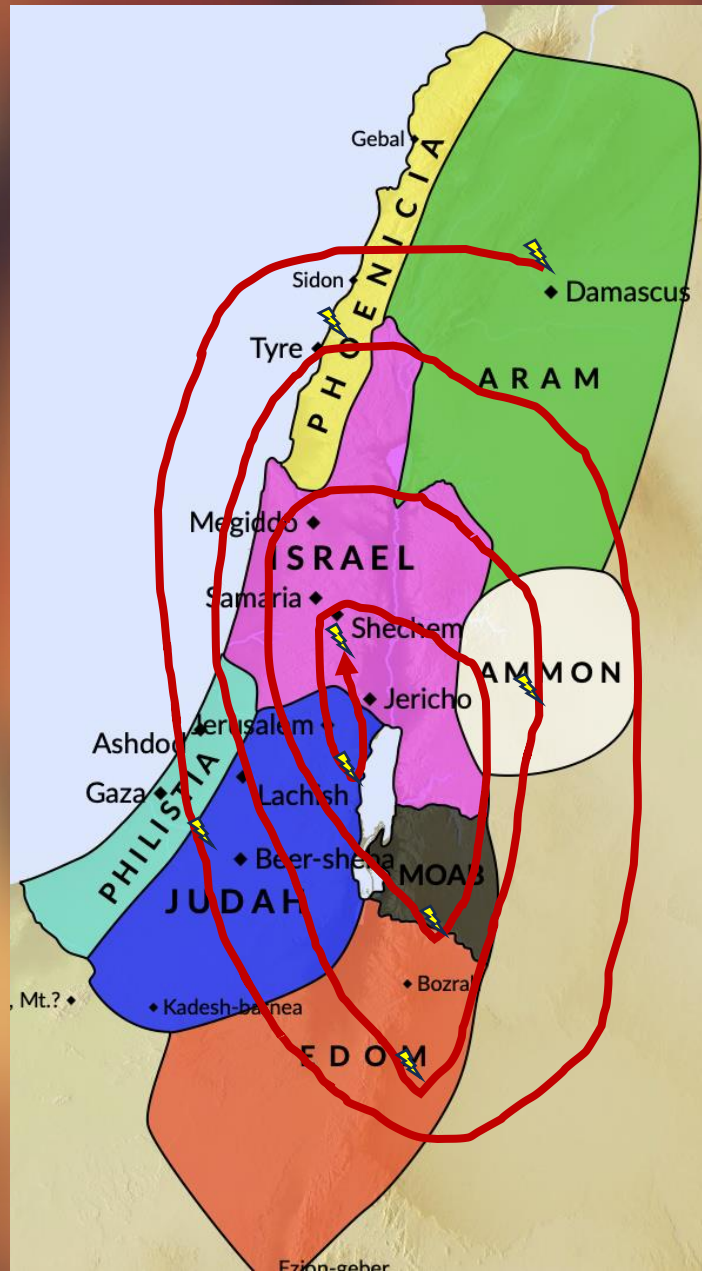 Gebal
PHOENICIA
Sidon
Damascus
Tyre
ARAM
Megiddo
ISRAEL
Samaria
Shechem
AMMON
Jericho
Jerusalem
Ashdod
Gaza
Lachish
PHILISTIA
Beer-sheba
MOAB
JUDAH
Bozrah
, Mt.?
Kadesh-barnea
EDOM
Ezion-geber